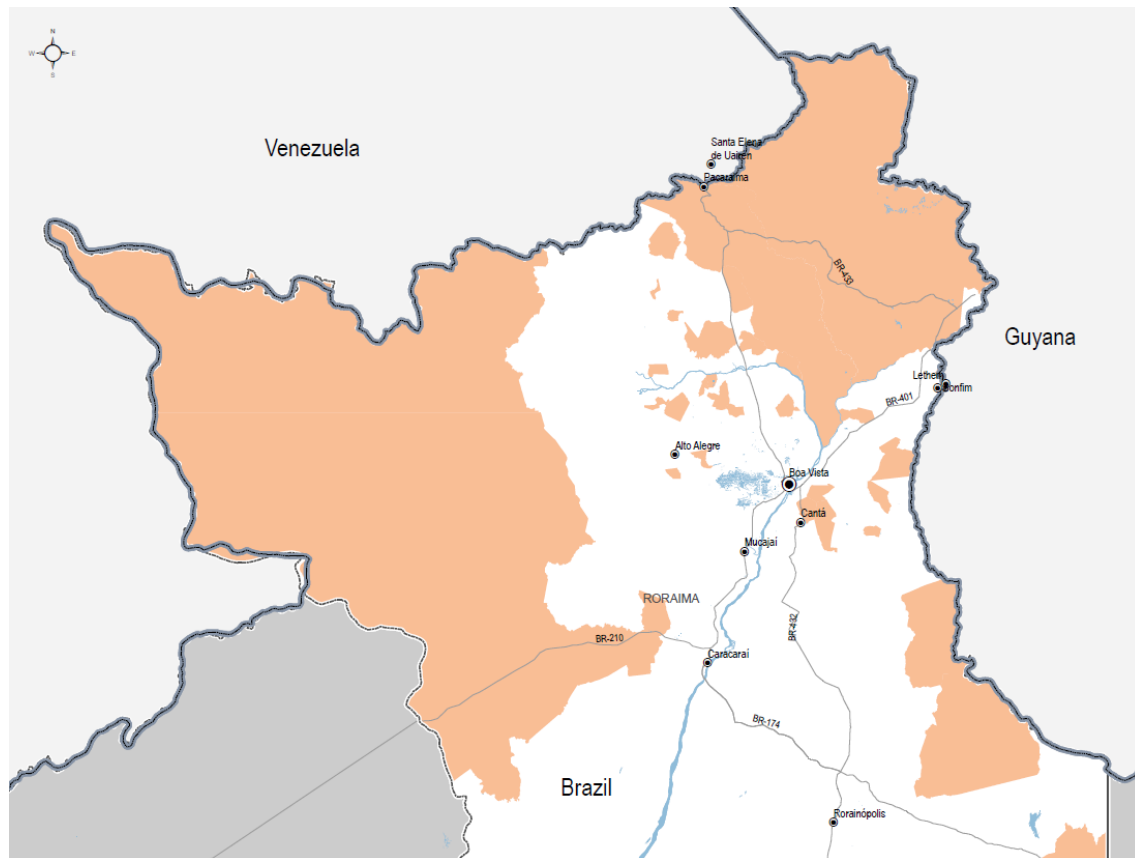 N
W E
S
Venezuela
Santa Elena
de Uairén
Pacaraima
BR-433
Guyana
Lethem
Bonfim
BR-401
Alto Alegre
Boa Vista
Cantá
Mucajaí
RORAIMA
BR-432
BR-210
Caracaraí
BR-174
Brazil
Rorainópolis